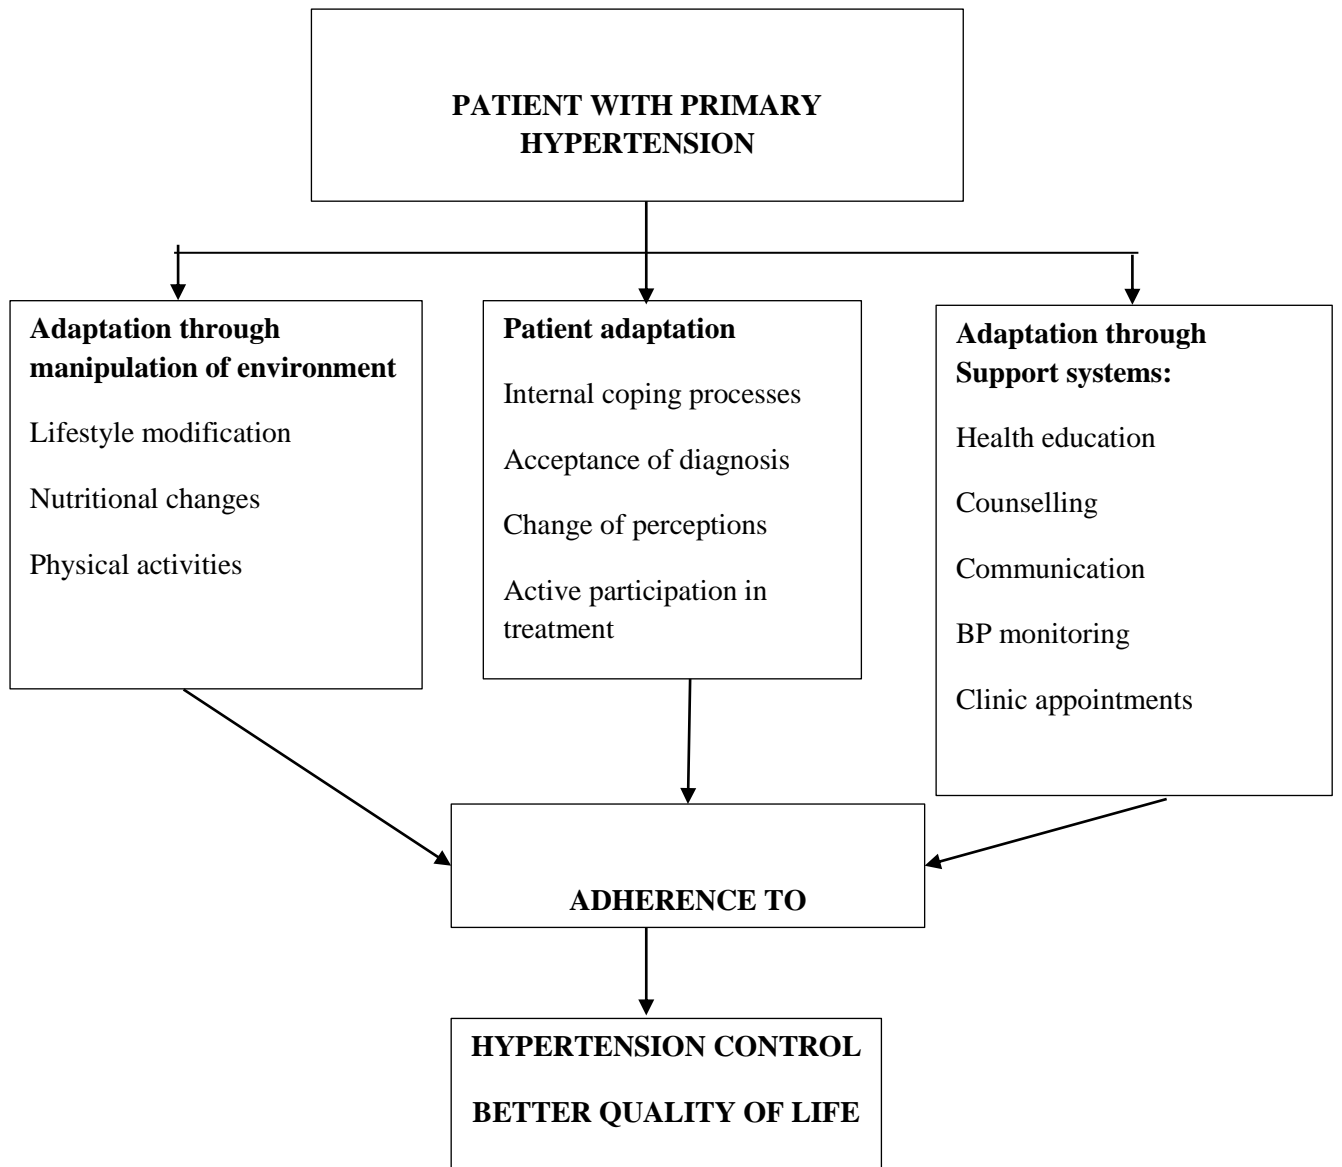 PATIENT WITH PRIMARY
HYPERTENSION
Adaptation through
manipulation of environment
Lifestyle modification
Nutritional changes
Physical activities
Patient adaptation
Internal coping processes
Acceptance of diagnosis
Change of perceptions
Active participation in
treatment
Adaptation through
Support systems:
Health education
Counselling
Communication
BP monitoring
Clinic appointments
ADHERENCE TO
HYPERTENSION CONTROL
BETTER QUALITY OF LIFE